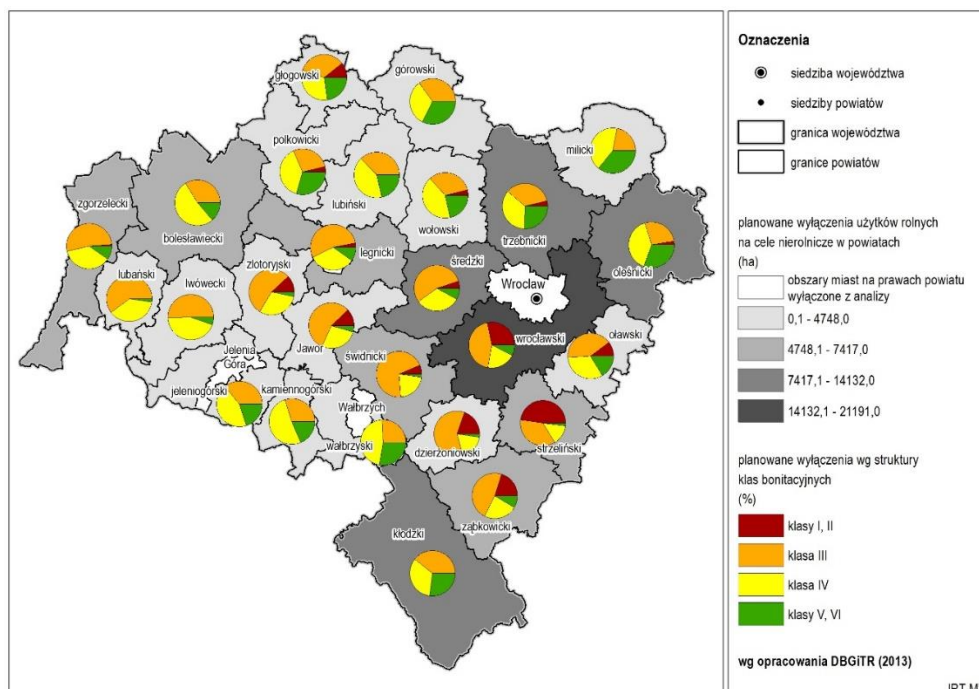 głogowski
górowski
polkowicki
milicki
lubiński
zgorzelecki
wołowski
trzebnicki
bolesławiecki
legnicki
oleśnicki
lubański
złotoryjski
średzki
lwówecki
Wrocław
wrocławski
oławski
Jawor
Jelenia
Góra
świdnicki
jeleniogórski
kamiennogórski
Wałbrzych
wałbrzyski
dzierżoniowski
strzeliński
ząbkowicki
kłodzki
Oznaczenia
siedziba województwa
siedziby powiatów
granica województwa
granice powiatów
planowane wyłączenia użytków rolnych
na cele nierolnicze w powiatach
(ha)
obszary miast na prawach powiatu
wyłączone z analizy
0,1 - 4748,0
4748,1 - 7417,0
7417,1 - 14132,0
14132,1 - 21191,0
planowane wyłączenia wg struktury
klas bonitacyjnych
(%)
klasy I, II
klasa III
klasa IV
klasy V, VI
wg opracowania DBGiTR (2013)